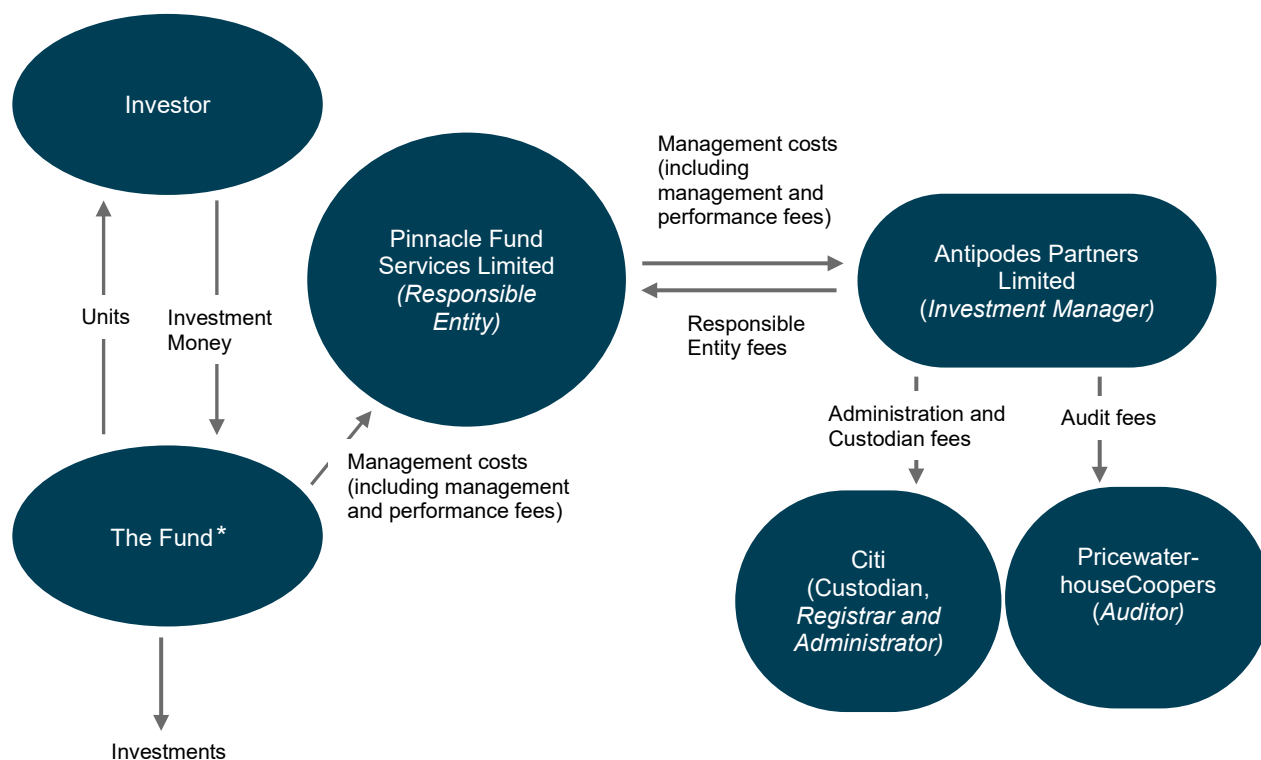 Investor
Units
Investment
Money
The Fund*
Investments
Pinnacle Fund
Services Limited
(Responsible
Entity)
Management costs
(including management
and performance fees)
Management costs
(including
management and
performance fees)
Responsible
Entity fees
Antipodes Partners
Limited
(Investment Manager)
Administration and
Custodian fees
Audit fees
Citi
(Custodian,
Registrar and
Administrator)
Pricewater-
houseCoopers
(Auditor)